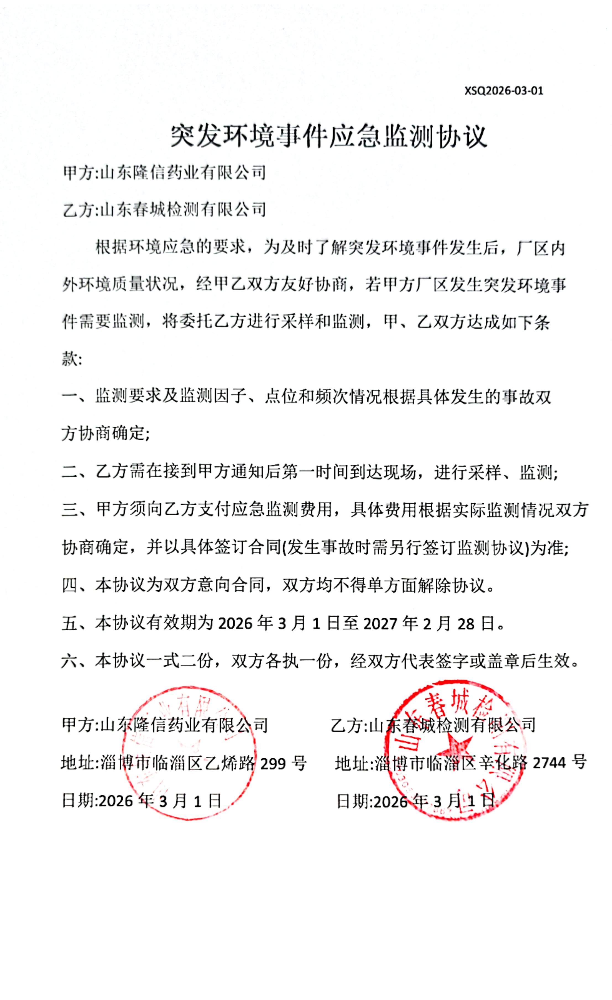 XSQ2026-03-01
突发环境事件应急监测协议
甲方:山东隆信药业有限公司
乙方:山东春城检测有限公司
根据环境应急的要求，为及时了解突发环境事件发生后，厂区内
外环境质量状况，经甲乙双方友好协商，若甲方厂区发生突发环境事
件需要监测，将委托乙方进行采样和监测，甲、乙双方达成如下条
款:
一、监测要求及监测因子、点位和频次情况根据具体发生的事故双
方协商确定;
二、乙方需在接到甲方通知后第一时间到达现场，进行采样、监测;
三、甲方须向乙方支付应急监测费用，具体费用根据实际监测情况双方
协商确定，并以具体签订合同(发生事故时需另行签订监测协议)为准;
四、本协议为双方意向合同，双方均不得单方面解除协议。
五、本协议有效期为 2026 年 3 月 1 日至 2027 年 2 月 28 日。
六、本协议一式二份，双方各执一份，经双方代表签字或盖章后生效。
甲方:山东隆信药业有限公司 乙方:山东春城检测有限公司
地址:淄博市临淄区乙烯路 299 号 地址:淄博市临淄区辛化路 2744 号
日期:2026 年 3 月 1 日 日期:2026 年 3 月 1 日
山东春城检测有限公司